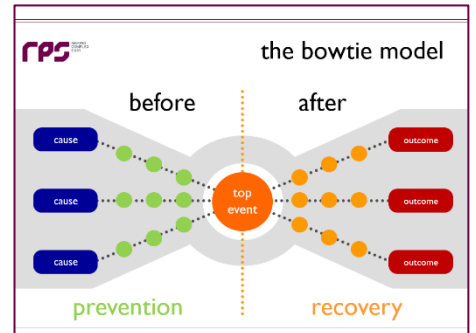 rps
the bowtie model
before
after
cause
outcome
cause
top
event
outcome
cause
outcome
prevention
recovery